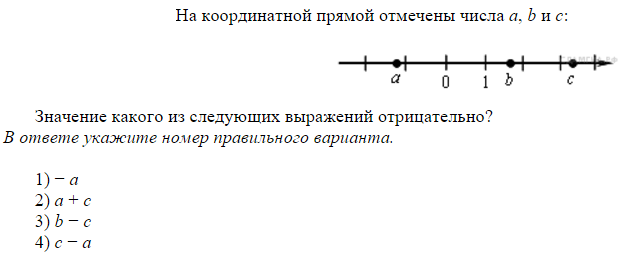 На координатной прямой отмечены числа a, b и c:
a 0 1 b c
Значение какого из следующих выражений отрицательно?
В ответе укажите номер правильного варианта.
1) − a
2) a + c
3) b − c
4) c − a